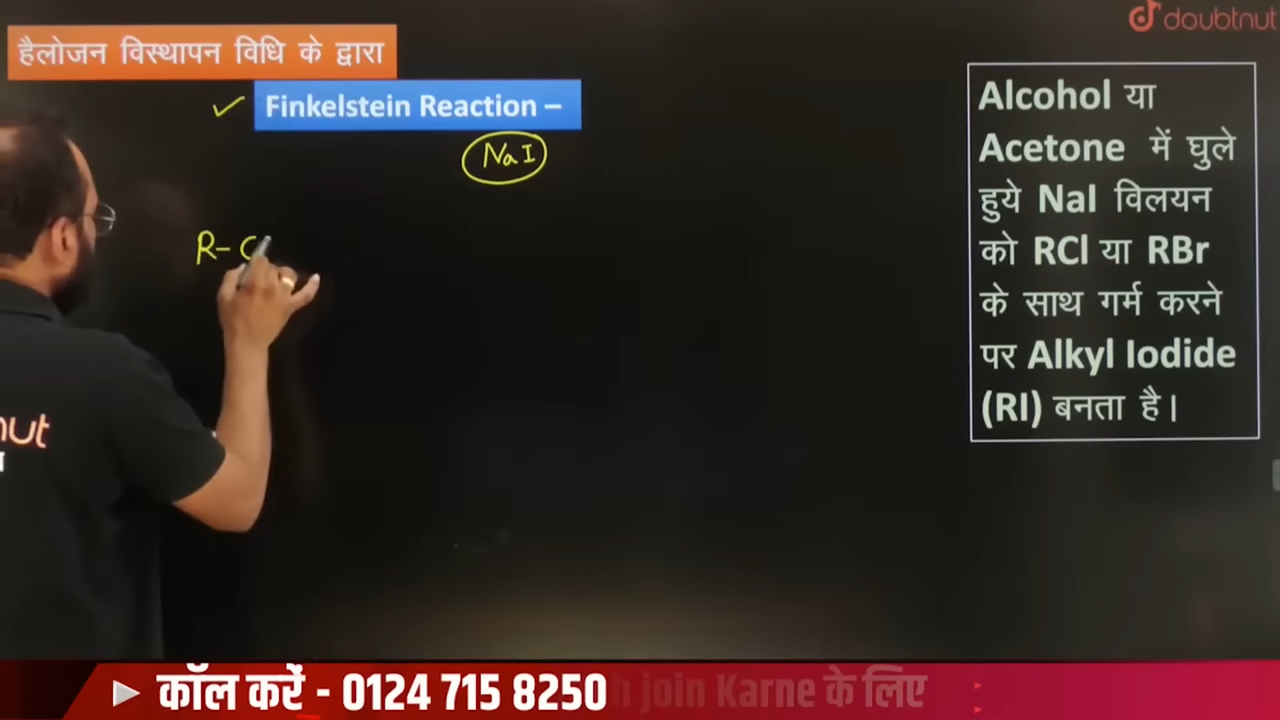 doubtnut
हैलोजन विस्थापन विधि के द्वारा
Finkelstein Reaction –
NaI
R-C
Alcohol या
Acetone में घुले
हुये NaI विलयन
को RCl या RBr
के साथ गर्म करने
पर Alkyl Iodide
(RI) बनता है।
nut
कॉल करें - 0124 715 8250
join Karne के लिए